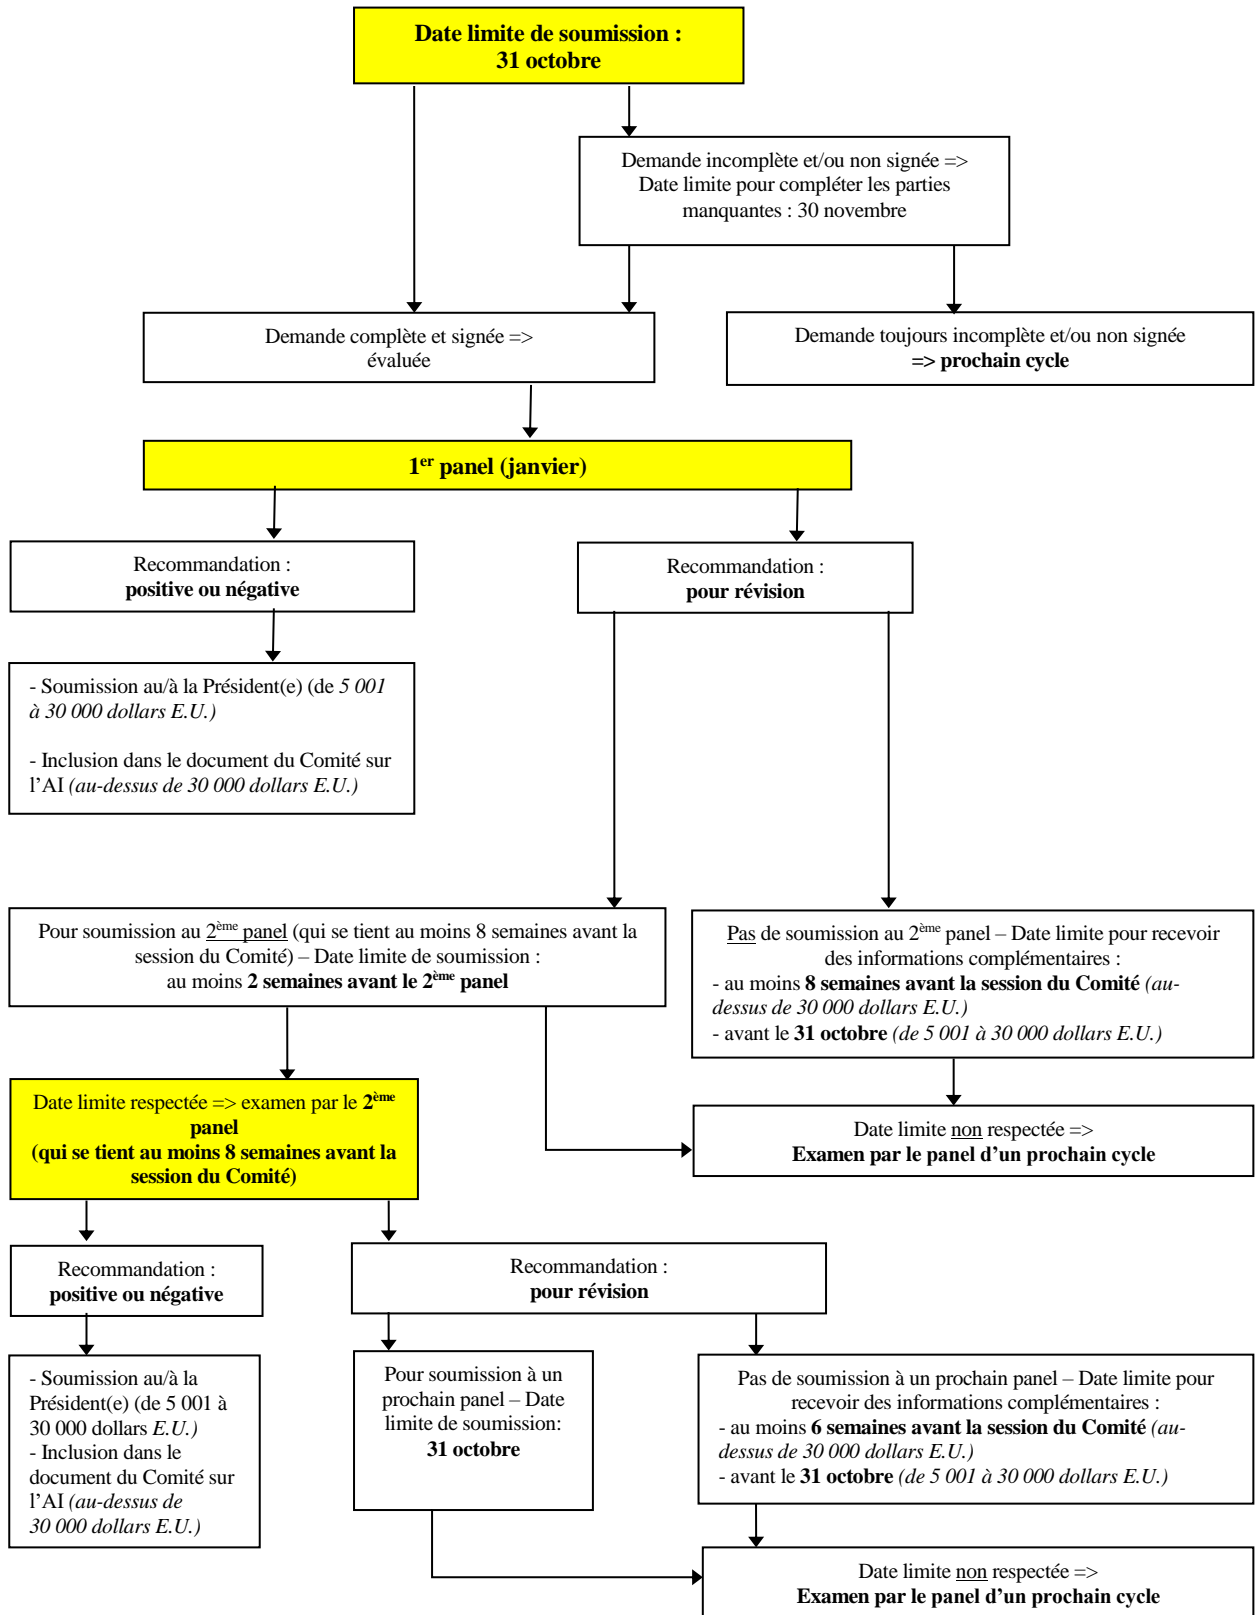 Date limite de soumission :
31 octobre
Demande incomplète et/ou non signée =>
Date limite pour compléter les parties
manquantes : 30 novembre
Demande complète et signée =>
évaluée
Demande toujours incomplète et/ou non signée
=> prochain cycle
1er panel (janvier)
Recommandation :
positive ou négative
Recommandation :
pour révision
- Soumission au/à la Président(e) (de 5 001
à 30 000 dollars E.U.)
- Inclusion dans le document du Comité sur
l’AI (au-dessus de 30 000 dollars E.U.)
Pour soumission au 2ème panel (qui se tient au moins 8 semaines avant la
session du Comité) – Date limite de soumission :
au moins 2 semaines avant le 2ème panel
Pas de soumission au 2ème panel – Date limite pour recevoir
des informations complémentaires :
- au moins 8 semaines avant la session du Comité (au-
dessus de 30 000 dollars E.U.)
- avant le 31 octobre (de 5 001 à 30 000 dollars E.U.)
Date limite respectée => examen par le 2ème
panel
(qui se tient au moins 8 semaines avant la
session du Comité)
Date limite non respectée =>
Examen par le panel d’un prochain cycle
Recommandation :
positive ou négative
Recommandation :
pour révision
- Soumission au/à la
Président(e) (de 5 001 à
30 000 dollars E.U.)
- Inclusion dans le
document du Comité sur
l’AI (au-dessus de
30 000 dollars E.U.)
Pour soumission à un
prochain panel – Date
limite de soumission:
31 octobre
Pas de soumission à un prochain panel – Date limite pour
recevoir des informations complémentaires :
- au moins 6 semaines avant la session du Comité (au-
dessus de 30 000 dollars E.U.)
- avant le 31 octobre (de 5 001 à 30 000 dollars E.U.)
Date limite non respectée =>
Examen par le panel d’un prochain cycle